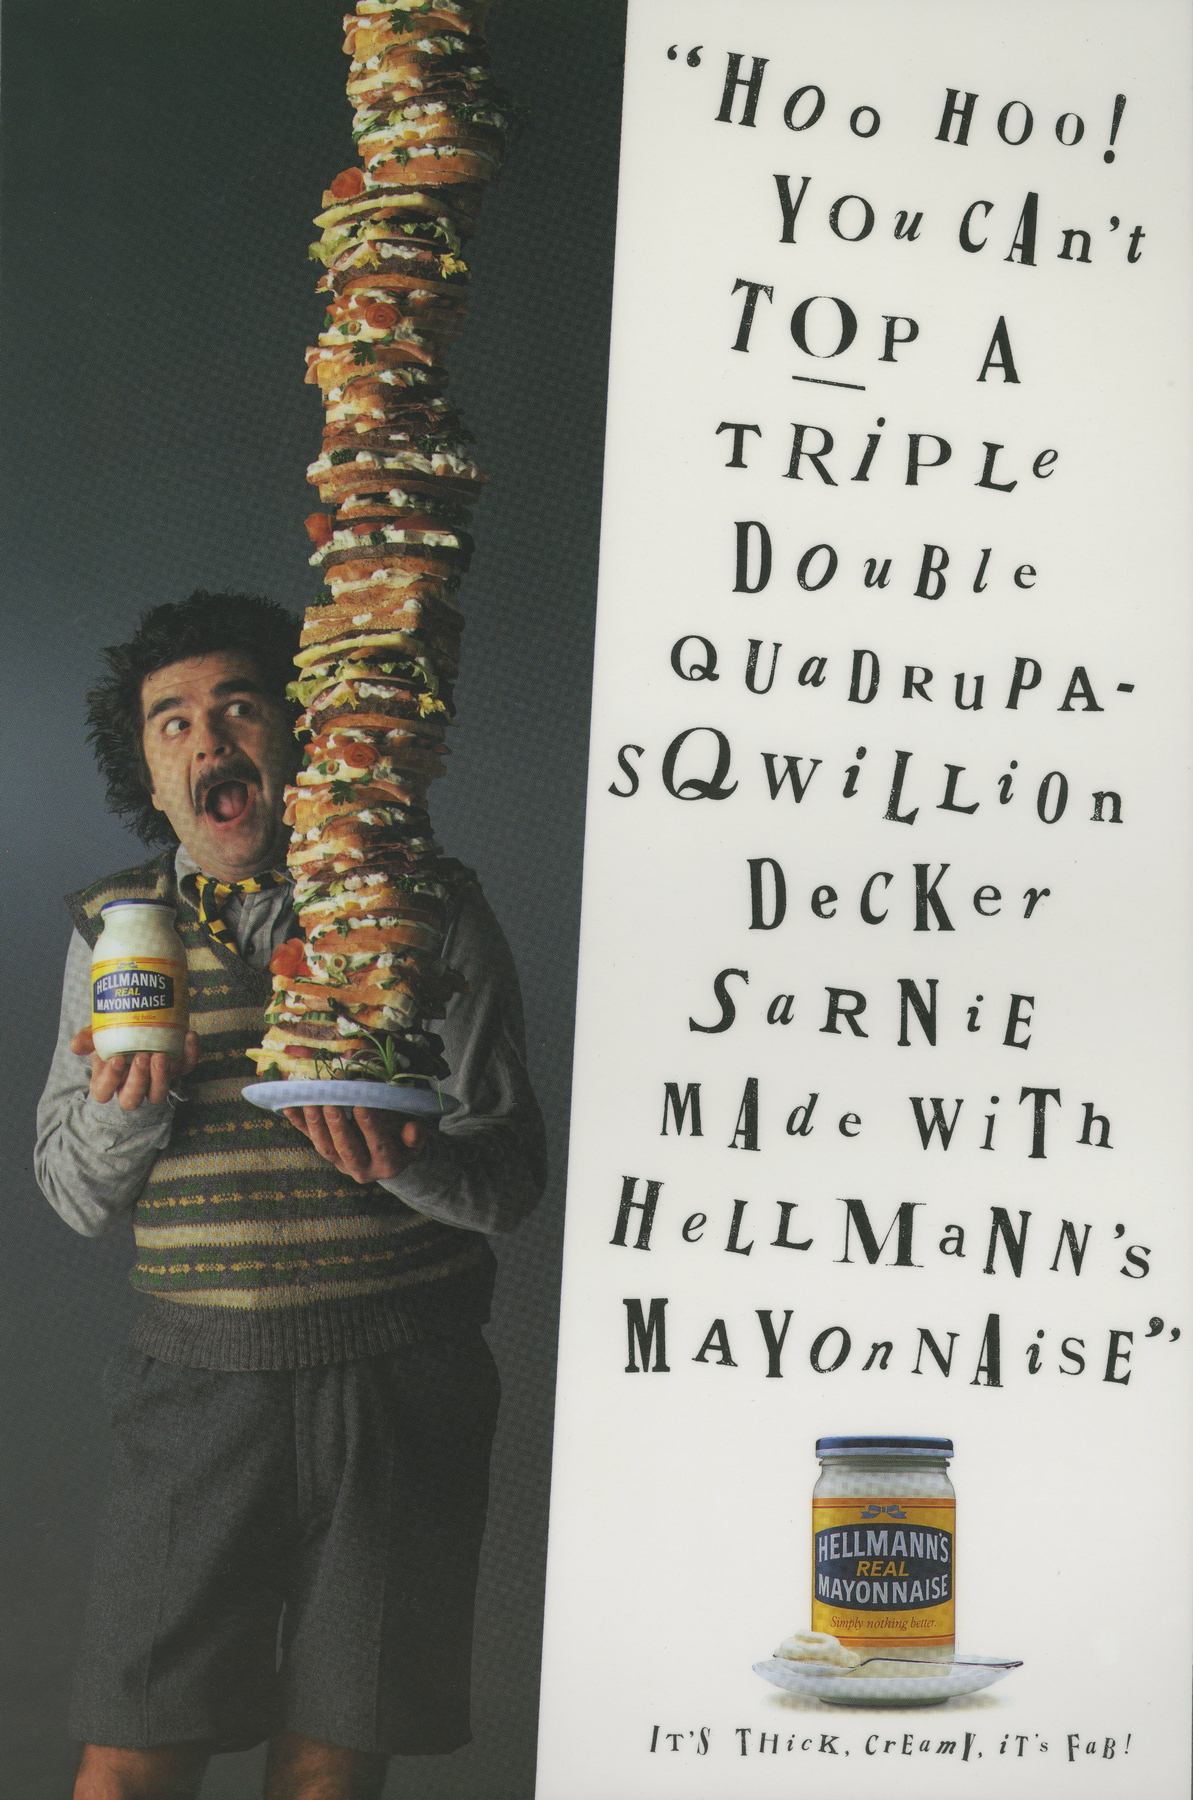 “Hoo Hoo!
You CAn't
TOP A
TRiPLe
DOuBle
QUaDRuPA-
sQwiLLiOn
DeCKer
SaRNiE
MAde wiTh
HeLLMaNN's
MAYOnNAiSE”
HELLMANN'S
REAL
MAYONNAISE
HELLMANN'S
REAL
MAYONNAISE
Simply nothing better.
IT'S THicK, CrEamY, iT's FaB!